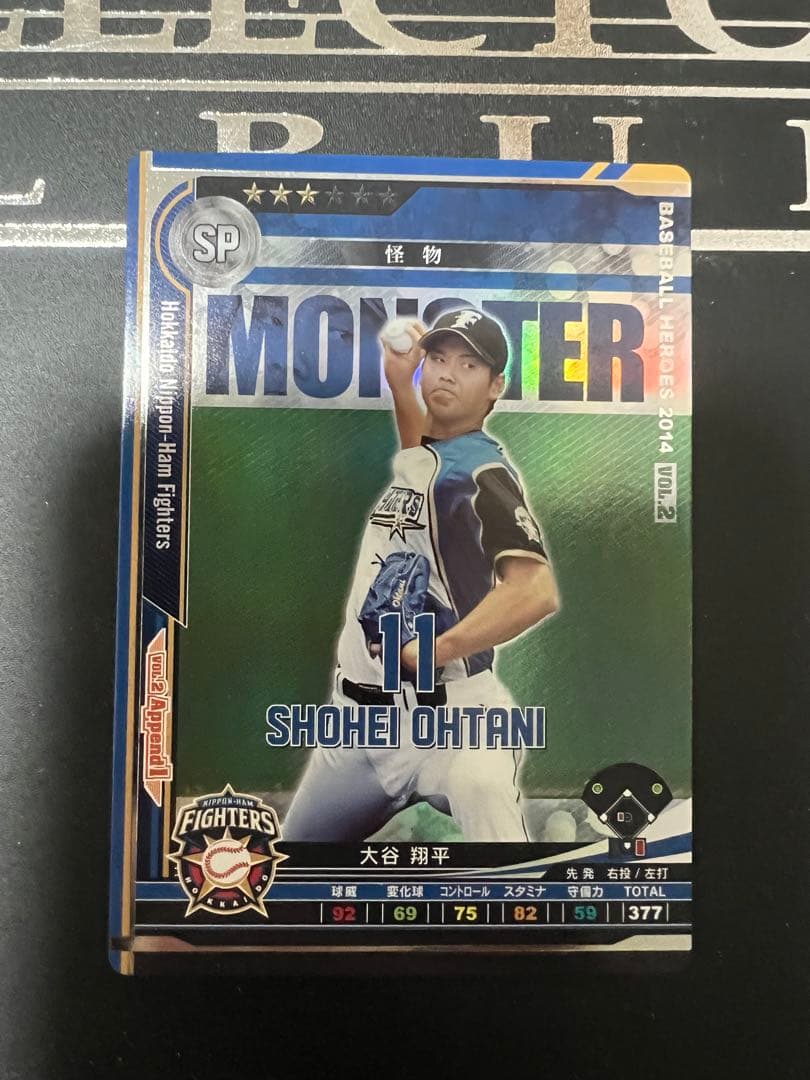 LECTIO
SP
怪物
MONSTER
BASEBALL HEROES 2014 VOL.2
Hokkaido Nippon-Ham Fighters
F
Ohtani
11
SHOHEI OHTANI
VOL.2 Append.1
NIPPON-HAM
FIGHTERS
HOKKAIDO
大谷 翔平
先発 右投/左打
球威 変化球 コントロール スタミナ 守備力 TOTAL
92 69 75 82 59 377